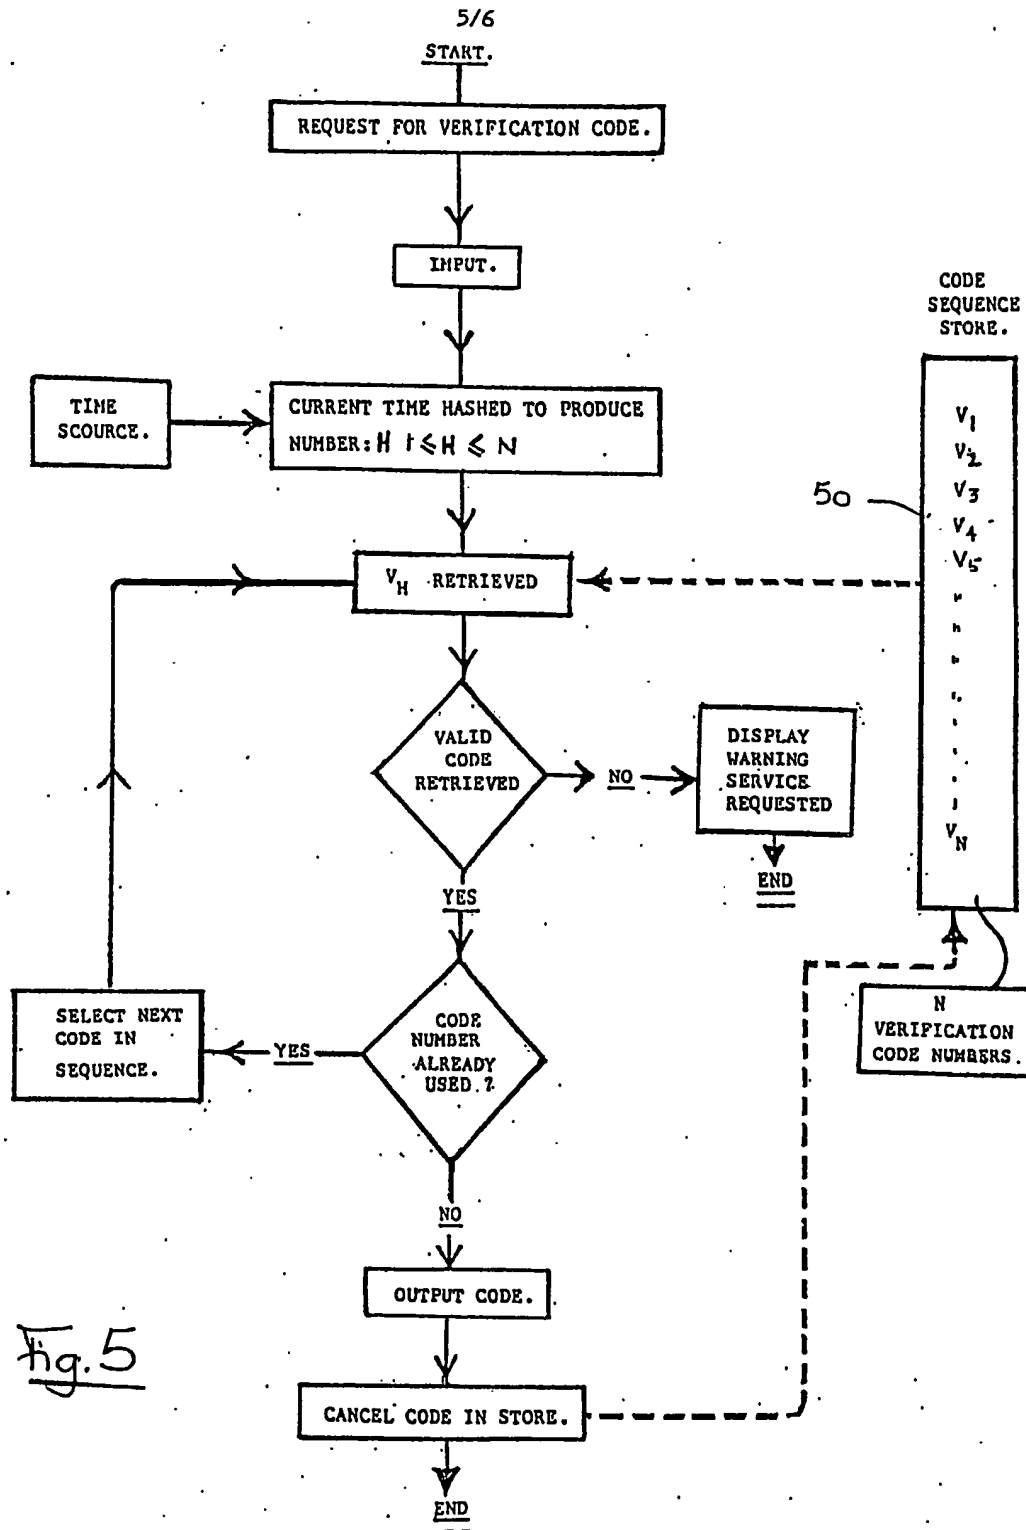 5/6
START.
REQUEST FOR VERIFICATION CODE.
IMPUT.
CODE
SEQUENCE
STORE.
TIME
SCOURCE.
CURRENT TIME HASHED TO PRODUCE
NUMBER: H 1 ≤ H ≤ N
50
V1
V2
V3
V4
V5
VN
VH RETRIEVED
VALID
CODE
RETRIEVED
NO
DISPLAY
WARNING
SERVICE
REQUESTED
END
YES
SELECT NEXT
CODE IN
SEQUENCE.
YES
CODE
NUMBER
ALREADY
USED.?
N
VERIFICATION
CODE NUMBERS.
NO
OUTPUT CODE.
Fig. 5
CANCEL CODE IN STORE.
END